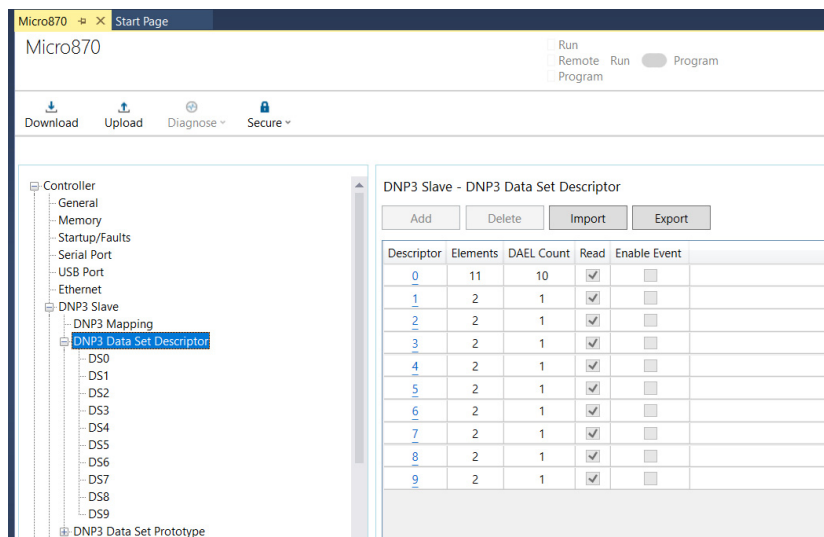 Micro870 Start Page
Micro870
Run
Remote Run Program
Program
Download Upload Diagnose Secure
Controller
General
Memory
Startup/Faults
Serial Port
USB Port
Ethernet
DNP3 Slave
DNP3 Mapping
DNP3 Data Set Descriptor
DS0
DS1
DS2
DS3
DS4
DS5
DS6
DS7
DS8
DS9
DNP3 Data Set Prototype
DNP3 Slave - DNP3 Data Set Descriptor
Add Delete Import Export
Descriptor Elements DAEL Count Read Enable Event
0 11 10
1 2 1
2 2 1
3 2 1
4 2 1
5 2 1
6 2 1
7 2 1
8 2 1
9 2 1